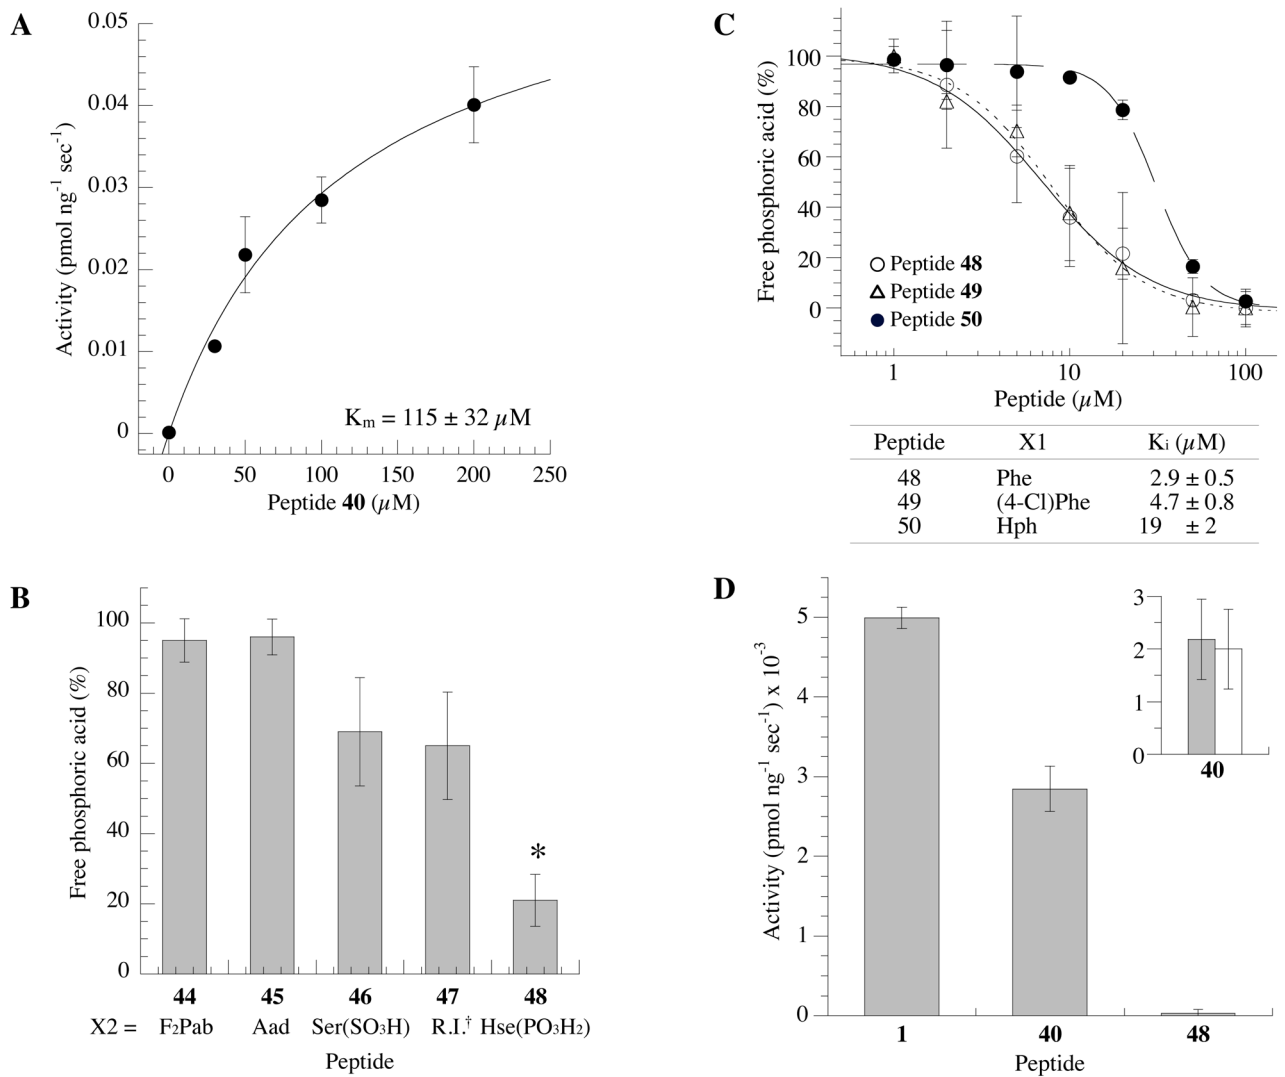 A
0.05
0.04
0.03
0.02
0.01
0
Activity (pmol ng⁻¹ sec⁻¹)
Kₘ = 115 ± 32 µM
0 50 100 150 200 250
Peptide 40 (µM)
B
100
80
60
40
20
0
Free phosphoric acid (%)
*
44 45 46 47 48
X2 = F₂Pab Aad Ser(SO₃H) R.I.† Hse(PO₃H₂)
Peptide
C
100
80
60
40
20
0
Free phosphoric acid (%)
Peptide 48
Peptide 49
Peptide 50
1 10 100
Peptide (µM)
Peptide X1 Kᵢ (µM)
48 Phe 2.9 ± 0.5
49 (4-Cl)Phe 4.7 ± 0.8
50 Hph 19 ± 2
D
5
4
3
2
1
0
Activity (pmol ng⁻¹ sec⁻¹) x 10⁻³
3
2
1
0
40
1 40 48
Peptide